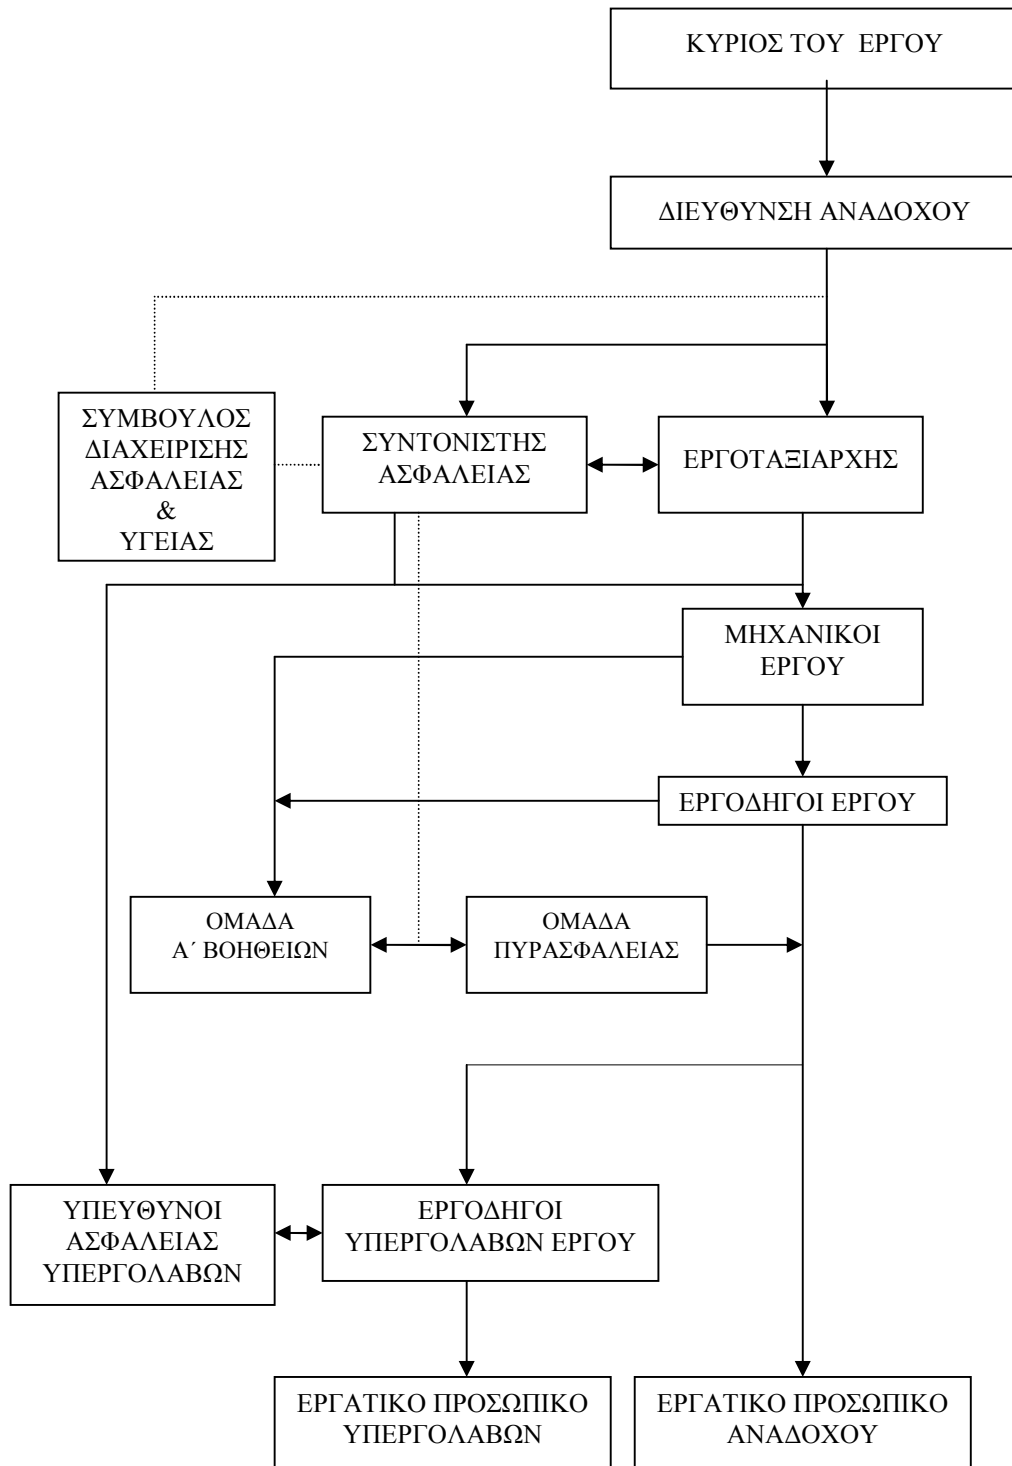 ΚΥΡΙΟΣ ΤΟΥ ΕΡΓΟΥ
ΔΙΕΥΘΥΝΣΗ ΑΝΑΔΟΧΟΥ
ΣΥΜΒΟΥΛΟΣ
ΔΙΑΧΕΙΡΙΣΗΣ
ΑΣΦΑΛΕΙΑΣ
&
ΥΓΕΙΑΣ
ΣΥΝΤΟΝΙΣΤΗΣ
ΑΣΦΑΛΕΙΑΣ
ΕΡΓΟΤΑΞΙΑΡΧΗΣ
ΜΗΧΑΝΙΚΟΙ
ΕΡΓΟΥ
ΕΡΓΟΔΗΓΟΙ ΕΡΓΟΥ
ΟΜΑΔΑ
Α΄ ΒΟΗΘΕΙΩΝ
ΟΜΑΔΑ
ΠΥΡΑΣΦΑΛΕΙΑΣ
ΥΠΕΥΘΥΝΟΙ
ΑΣΦΑΛΕΙΑΣ
ΥΠΕΡΓΟΛΑΒΩΝ
ΕΡΓΟΔΗΓΟΙ
ΥΠΕΡΓΟΛΑΒΩΝ ΕΡΓΟΥ
ΕΡΓΑΤΙΚΟ ΠΡΟΣΩΠΙΚΟ
ΥΠΕΡΓΟΛΑΒΩΝ
ΕΡΓΑΤΙΚΟ ΠΡΟΣΩΠΙΚΟ
ΑΝΑΔΟΧΟΥ